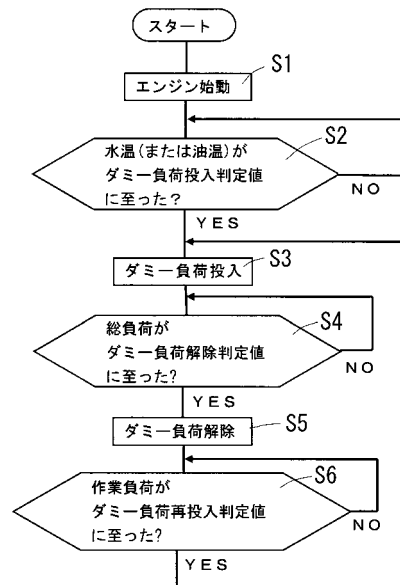 スタート
S1
エンジン始動
S2
水温(または油温)が
ダミー負荷投入判定値
に至った?
NO
YES
S3
ダミー負荷投入
S4
総負荷が
ダミー負荷解除判定値
に至った?
NO
YES
S5
ダミー負荷解除
S6
作業負荷が
ダミー負荷再投入判定値
に至った?
NO
YES